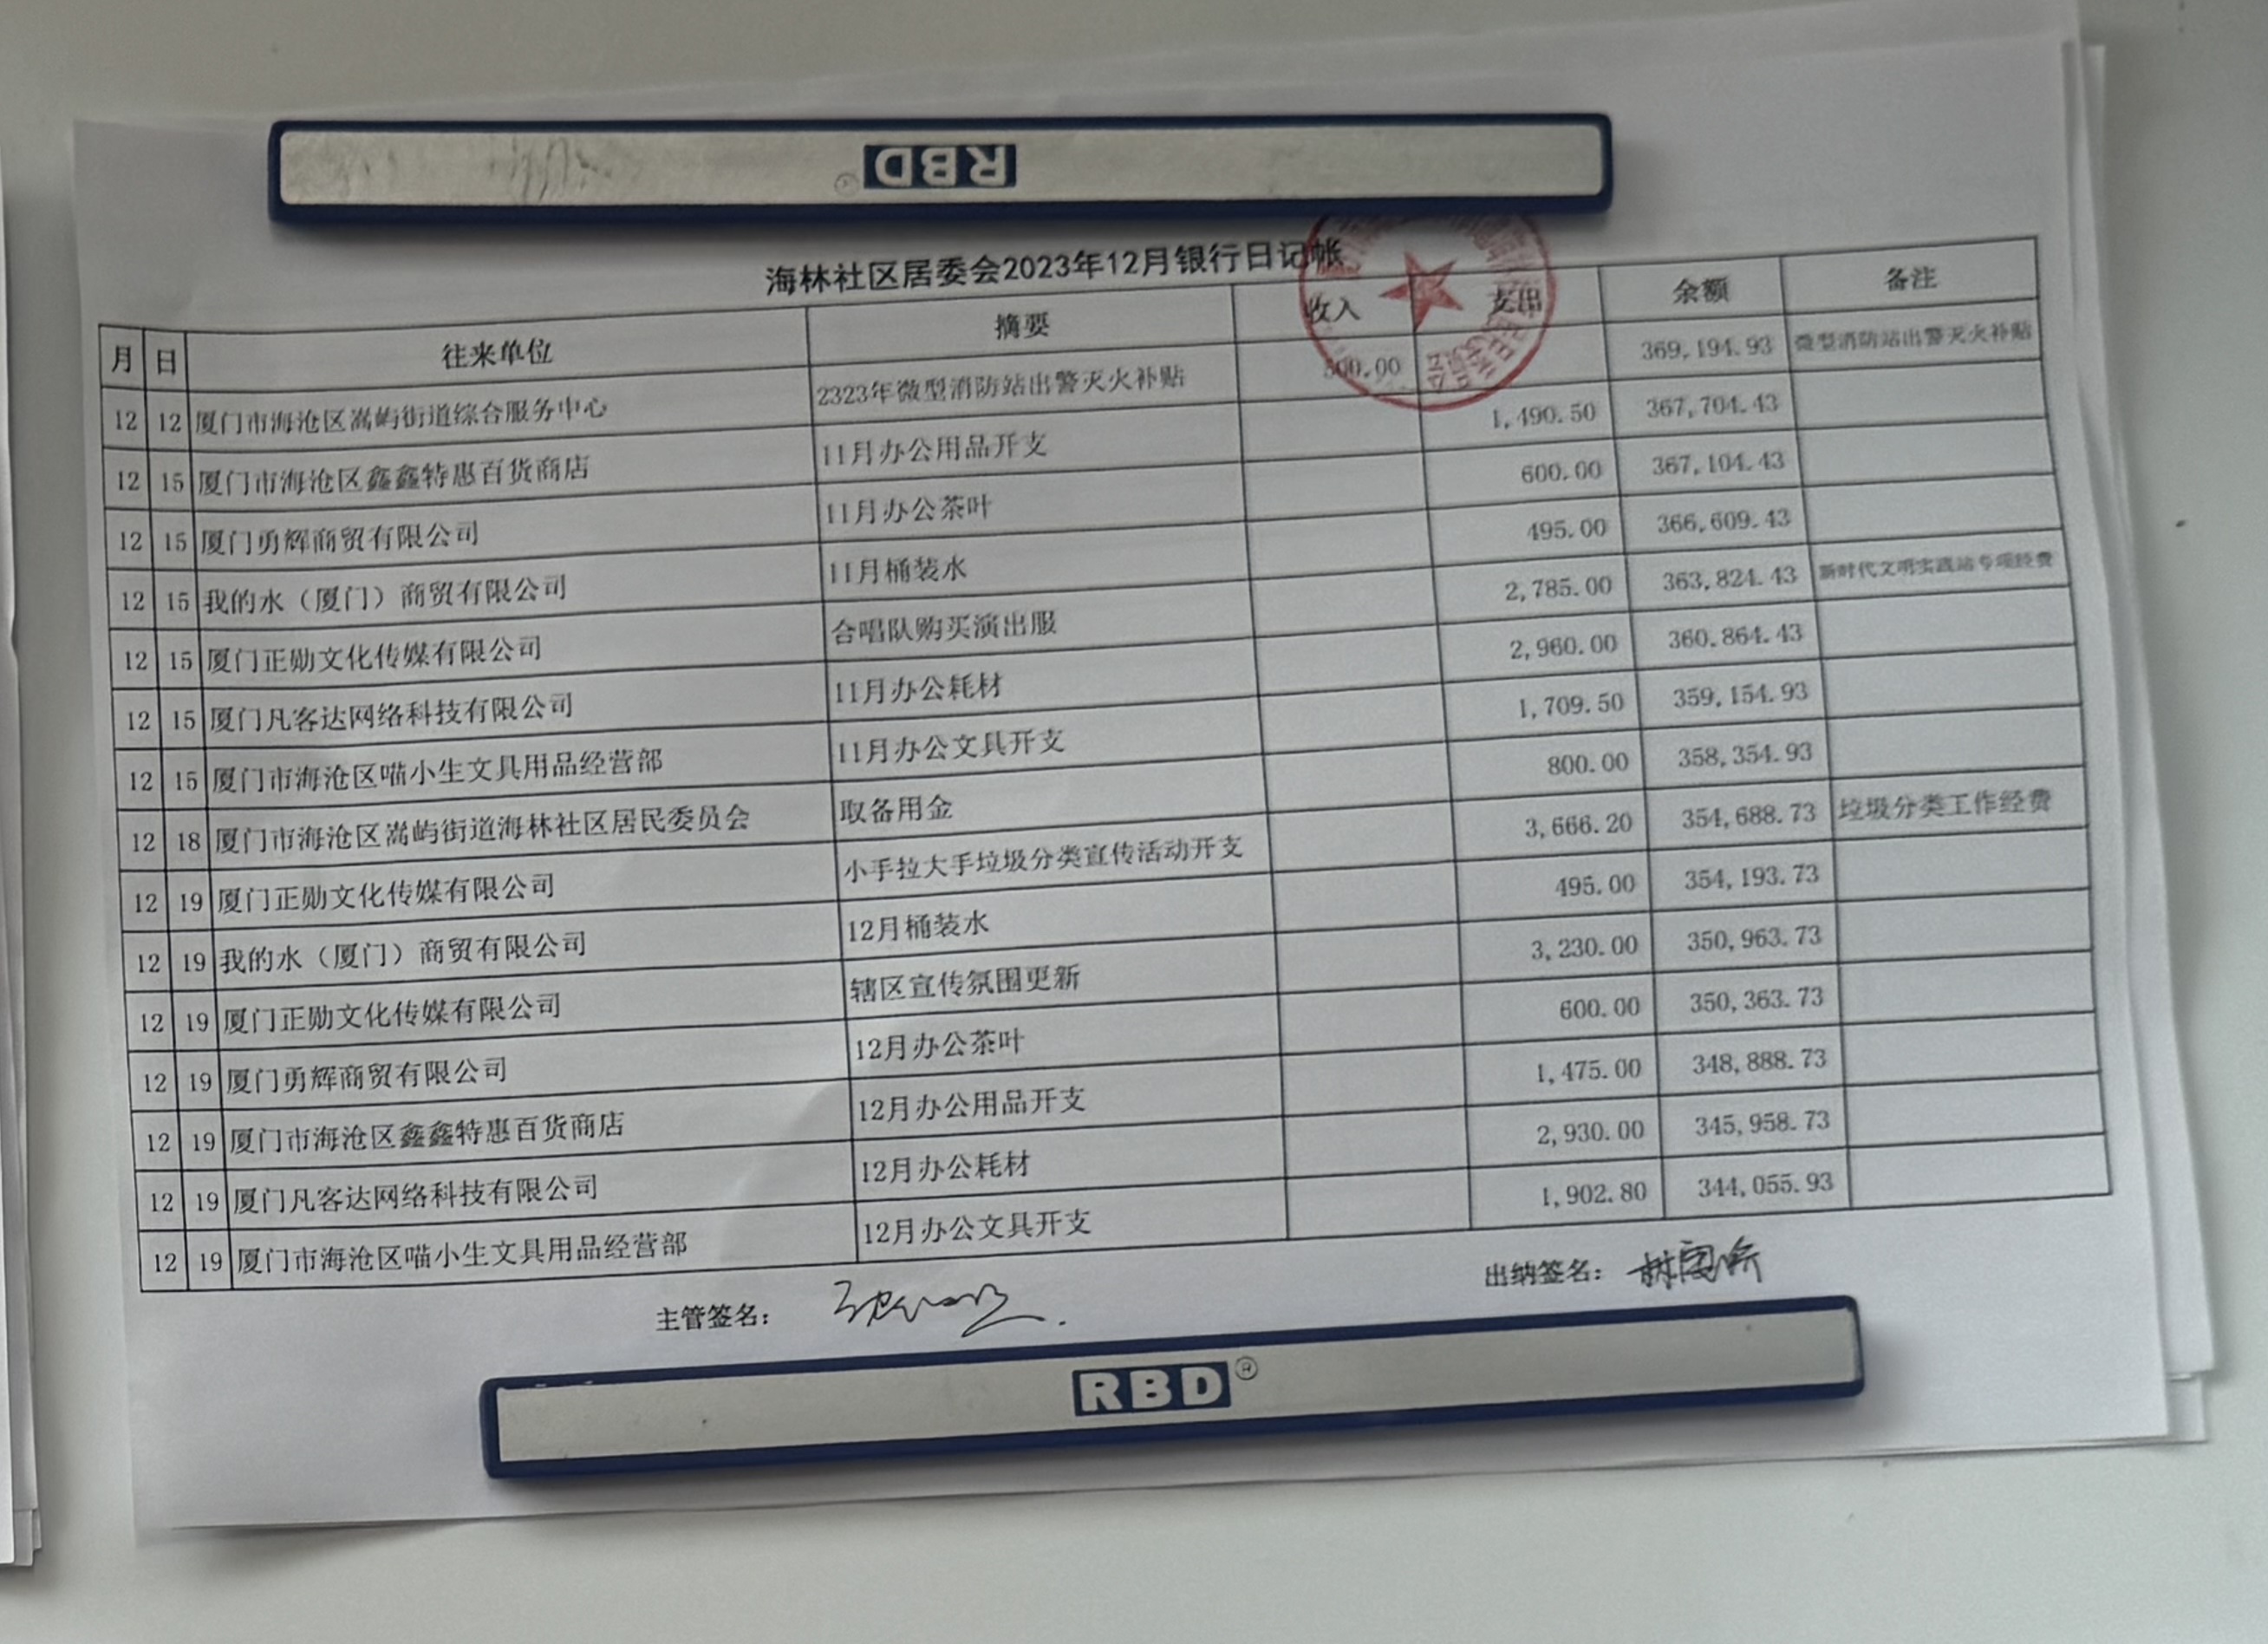 RBD
海林社区居委会2023年12月银行日记帐
月 日 往来单位 摘要 收入 支出 余额 备注
12 12 厦门市海沧区嵩屿街道综合服务中心 2323年微型消防站出警灭火补贴 500.00 369,194.93 微型消防站出警灭火补贴
12 15 厦门市海沧区鑫鑫特惠百货商店 11月办公用品开支 1,490.50 367,704.43
12 15 厦门勇辉商贸有限公司 11月办公茶叶 600.00 367,104.43
12 15 我的水（厦门）商贸有限公司 11月桶装水 495.00 366,609.43
12 15 厦门正勋文化传媒有限公司 合唱队购买演出服 2,785.00 363,824.43 新时代文明实践站专项经费
12 15 厦门凡客达网络科技有限公司 11月办公耗材 2,960.00 360,864.43
12 15 厦门市海沧区喵小生文具用品经营部 11月办公文具开支 1,709.50 359,154.93
12 18 厦门市海沧区嵩屿街道海林社区居民委员会 取备用金 800.00 358,354.93
12 19 厦门正勋文化传媒有限公司 小手拉大手垃圾分类宣传活动开支 3,666.20 354,688.73 垃圾分类工作经费
12 19 我的水（厦门）商贸有限公司 12月桶装水 495.00 354,193.73
12 19 厦门正勋文化传媒有限公司 辖区宣传氛围更新 3,230.00 350,963.73
12 19 厦门勇辉商贸有限公司 12月办公茶叶 600.00 350,363.73
12 19 厦门市海沧区鑫鑫特惠百货商店 12月办公用品开支 1,475.00 348,888.73
12 19 厦门凡客达网络科技有限公司 12月办公耗材 2,930.00 345,958.73
12 19 厦门市海沧区喵小生文具用品经营部 12月办公文具开支 1,902.80 344,055.93
主管签名： 出纳签名：
RBD®